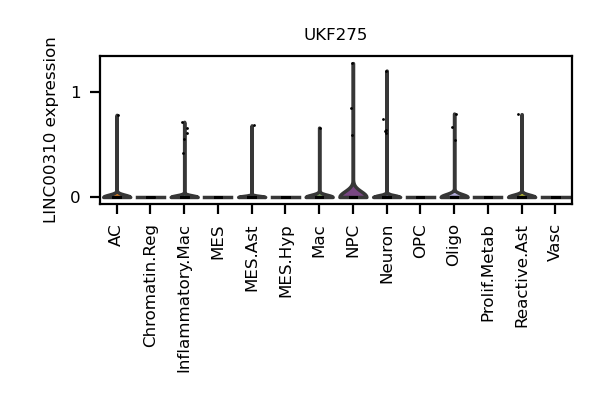 UKF275
LINC00310 expression
1
0
AC
Chromatin.Reg
Inflammatory.Mac
MES
MES.Ast
MES.Hyp
Mac
NPC
Neuron
OPC
Oligo
Prolif.Metab
Reactive.Ast
Vasc